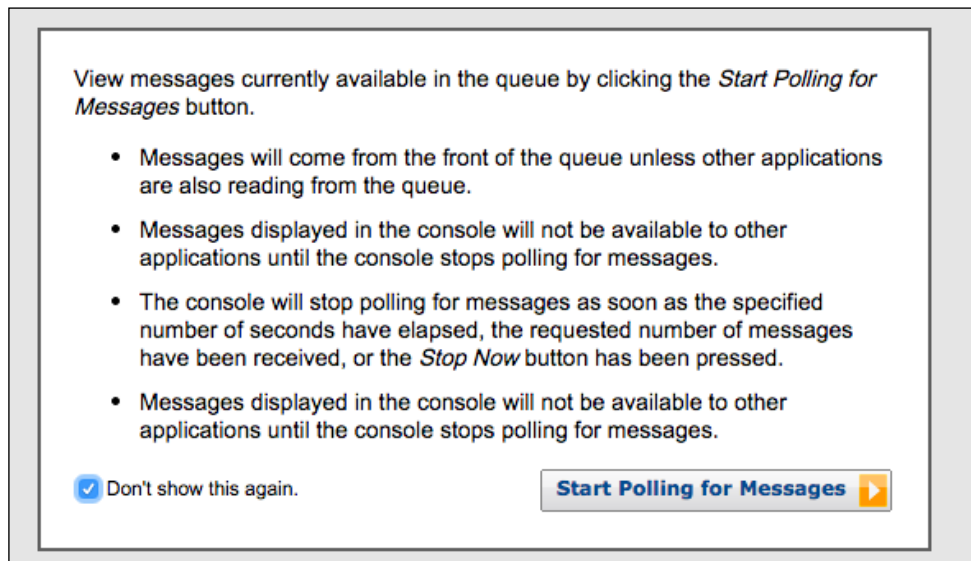 View messages currently available in the queue by clicking the Start Polling for
Messages button.
• Messages will come from the front of the queue unless other applications
are also reading from the queue.
• Messages displayed in the console will not be available to other
applications until the console stops polling for messages.
• The console will stop polling for messages as soon as the specified
number of seconds have elapsed, the requested number of messages
have been received, or the Stop Now button has been pressed.
• Messages displayed in the console will not be available to other
applications until the console stops polling for messages.
Don't show this again.
Start Polling for Messages